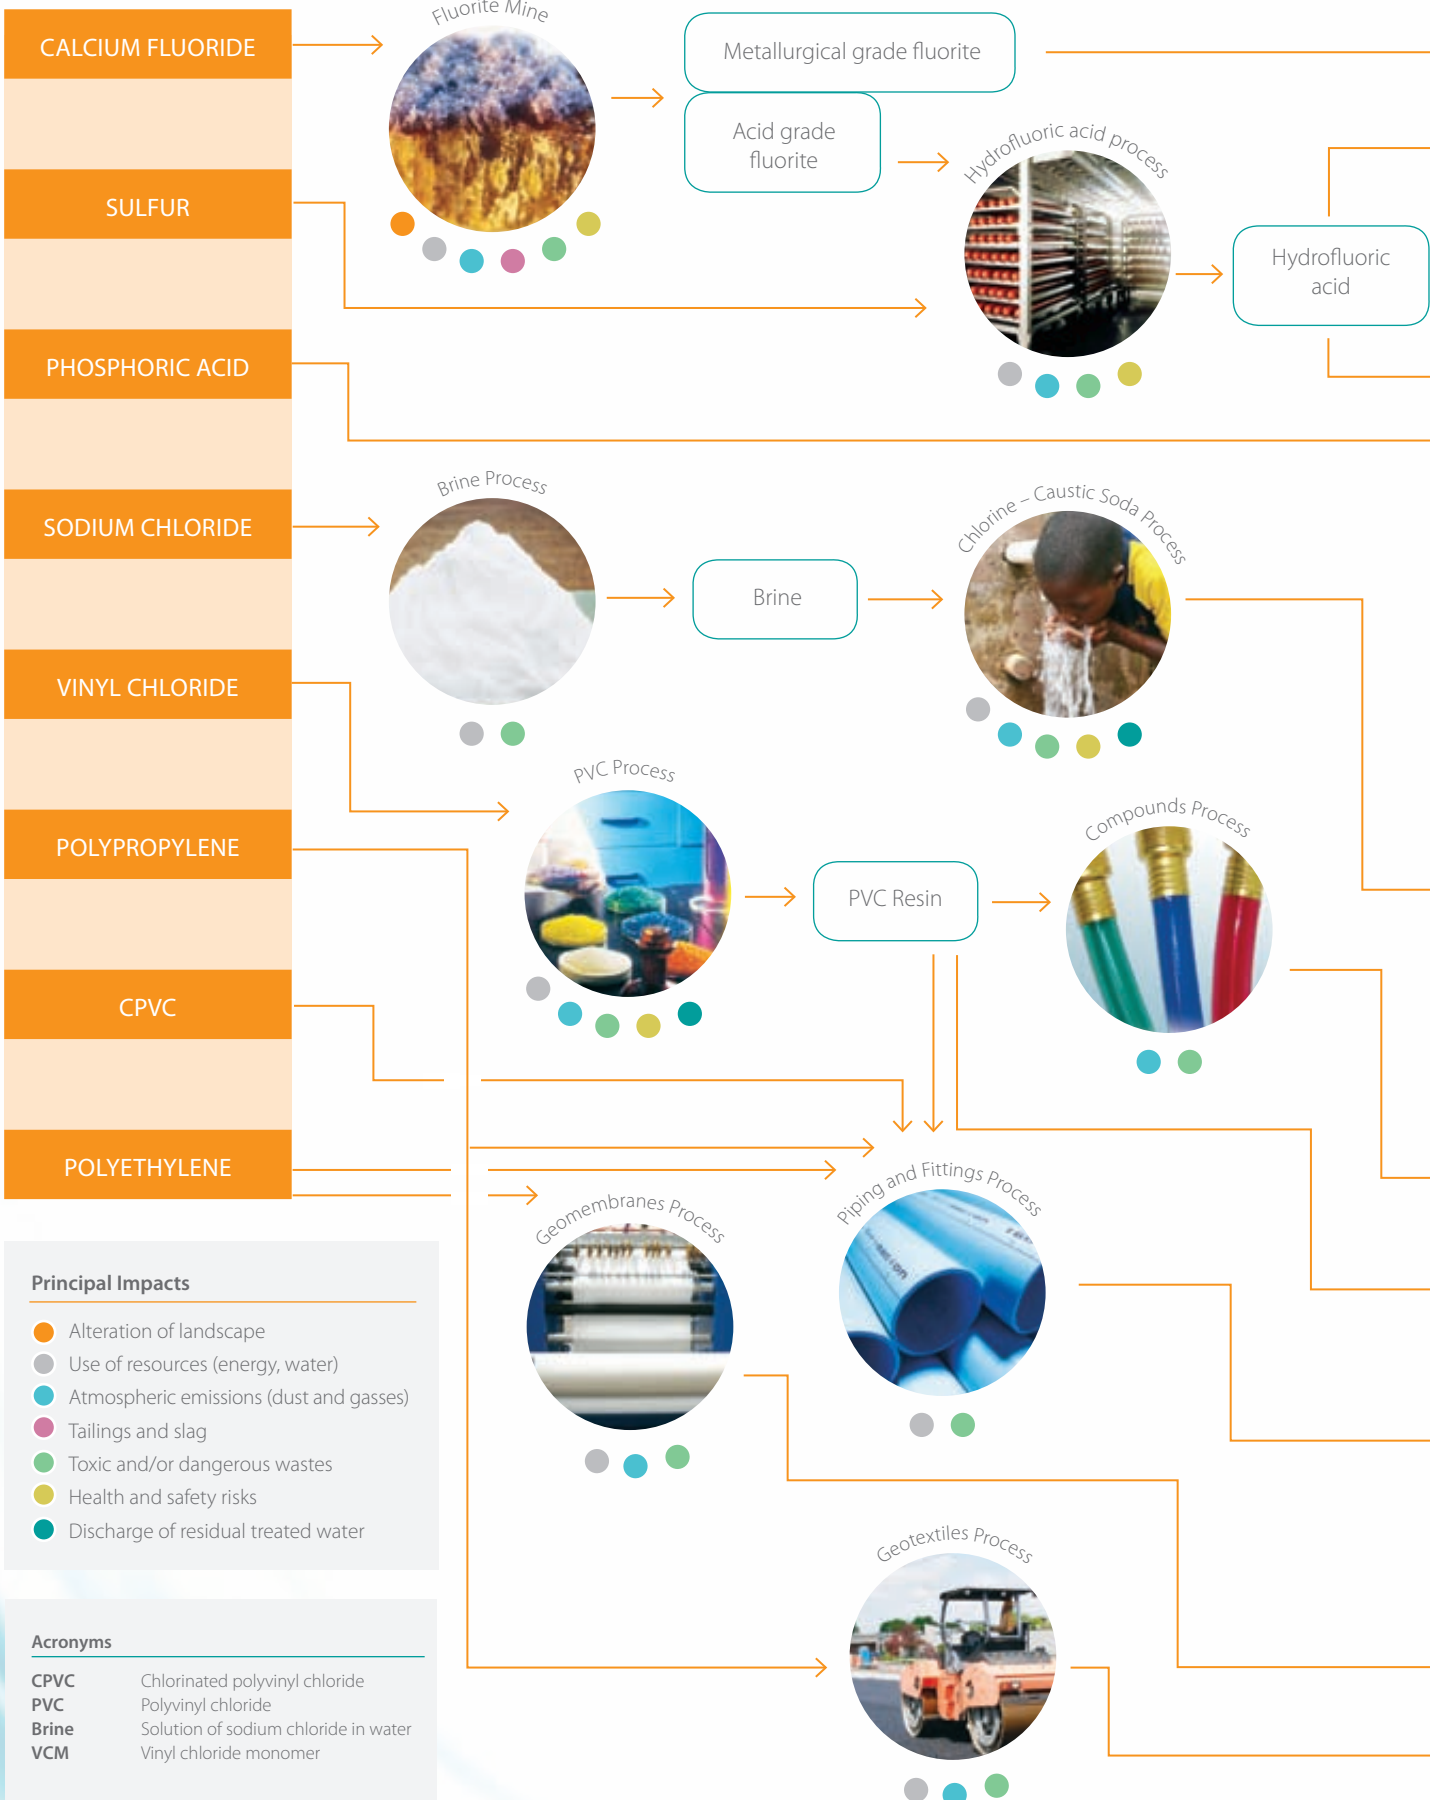 CALCIUM FLUORIDE
SULFUR
PHOSPHORIC ACID
SODIUM CHLORIDE
VINYL CHLORIDE
POLYPROPYLENE
CPVC
POLYETHYLENE
Fluorite Mine
Metallurgical grade fluorite
Acid grade
fluorite
Hydrofluoric acid process
Hydrofluoric
acid
Brine Process
Brine
Chlorine – Caustic Soda Process
PVC Process
PVC Resin
Compounds Process
Piping and Fittings Process
Geomembranes Process
Geotextiles Process
Principal Impacts
Alteration of landscape
Use of resources (energy, water)
Atmospheric emissions (dust and gasses)
Tailings and slag
Toxic and/or dangerous wastes
Health and safety risks
Discharge of residual treated water
Acronyms
CPVC Chlorinated polyvinyl chloride
PVC Polyvinyl chloride
Brine Solution of sodium chloride in water
VCM Vinyl chloride monomer